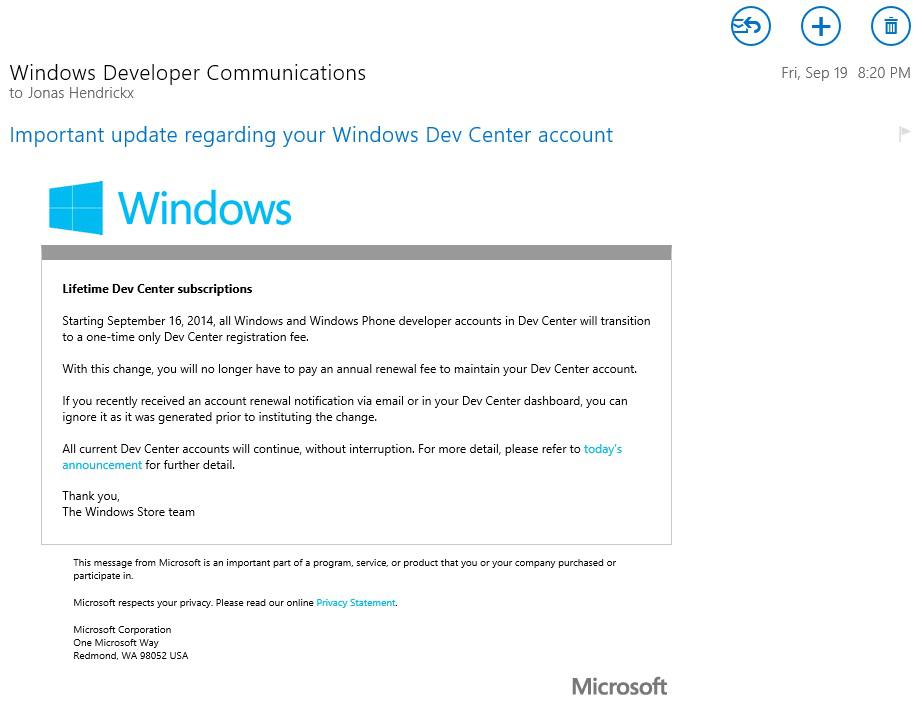 Windows Developer Communications
Fri, Sep 19 8:20 PM
to Jonas Hendrickx
Important update regarding your Windows Dev Center account
Windows
Lifetime Dev Center subscriptions
Starting September 16, 2014, all Windows and Windows Phone developer accounts in Dev Center will transition
to a one-time only Dev Center registration fee.
With this change, you will no longer have to pay an annual renewal fee to maintain your Dev Center account.
If you recently received an account renewal notification via email or in your Dev Center dashboard, you can
ignore it as it was generated prior to instituting the change.
All current Dev Center accounts will continue, without interruption. For more detail, please refer to today's
announcement for further detail.
Thank you,
The Windows Store team
This message from Microsoft is an important part of a program, service, or product that you or your company purchased or
participate in.
Microsoft respects your privacy. Please read our online Privacy Statement.
Microsoft Corporation
One Microsoft Way
Redmond, WA 98052 USA
Microsoft